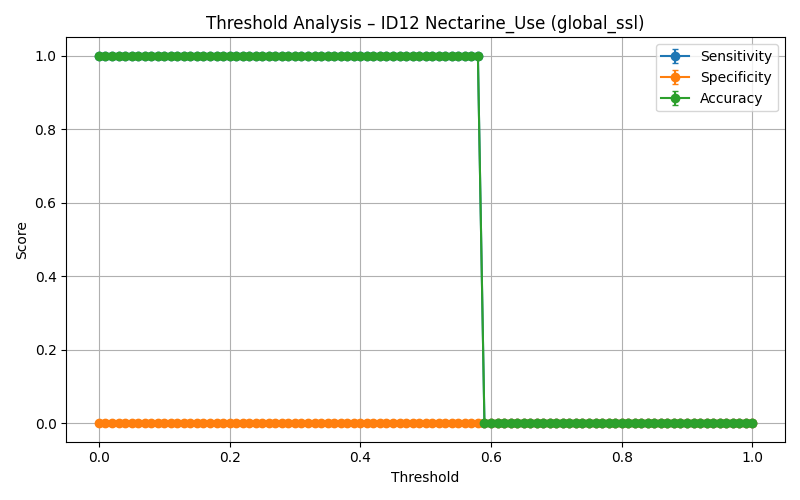 Threshold Analysis – ID12 Nectarine_Use (global_ssl)
Sensitivity
Specificity
Accuracy
Score
1.0
0.8
0.6
0.4
0.2
0.0
0.0 0.2 0.4 0.6 0.8 1.0
Threshold